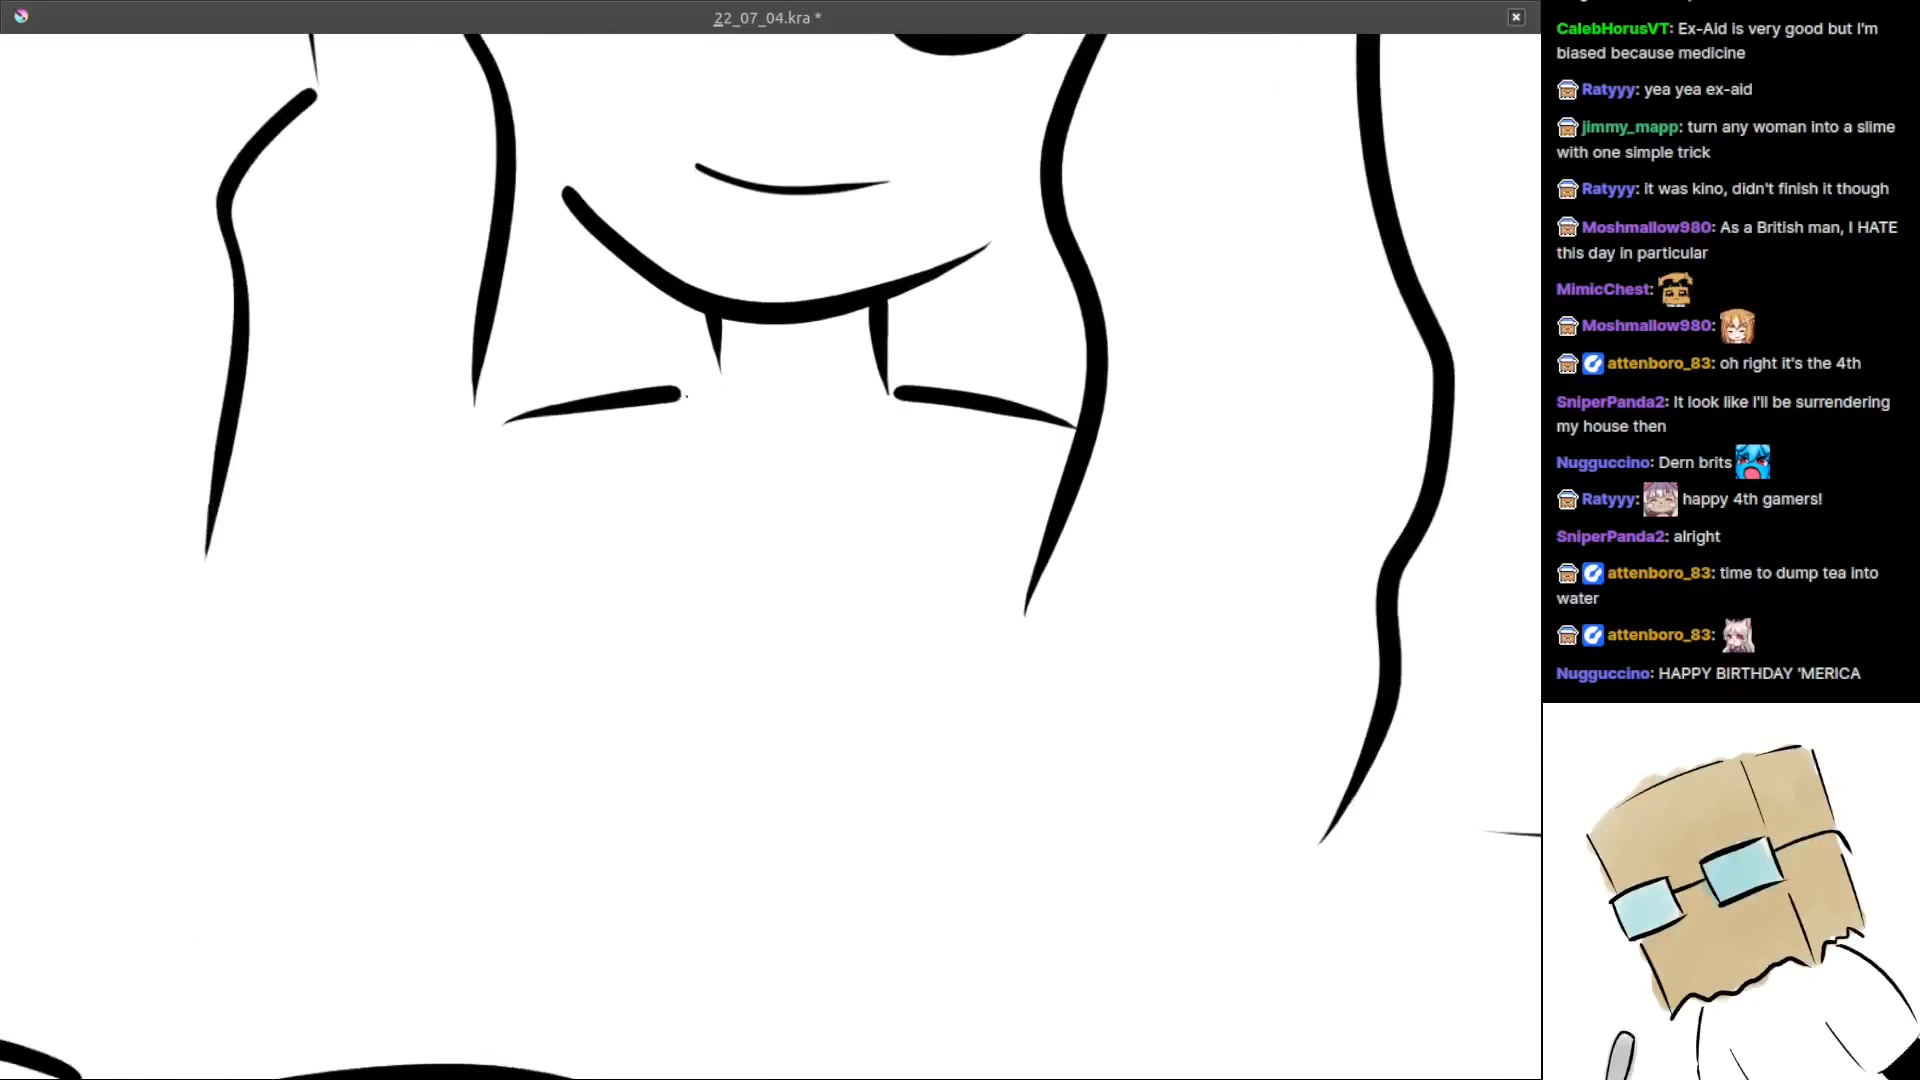 22_07_04.kra *
CalebHorusVT: Ex-Aid is very good but I'm
biased because medicine
Ratyyy: yea yea ex-aid
jimmy_mapp: turn any woman into a slime
with one simple trick
Ratyyy: it was kino, didn't finish it though
Moshmallow980: As a British man, I HATE
this day in particular
MimicChest:
Moshmallow980:
attenboro_83: oh right it's the 4th
SniperPanda2: It look like I'll be surrendering
my house then
Nugguccino: Dern brits
Ratyyy: happy 4th gamers!
SniperPanda2: alright
attenboro_83: time to dump tea into
water
attenboro_83:
Nugguccino: HAPPY BIRTHDAY 'MERICA